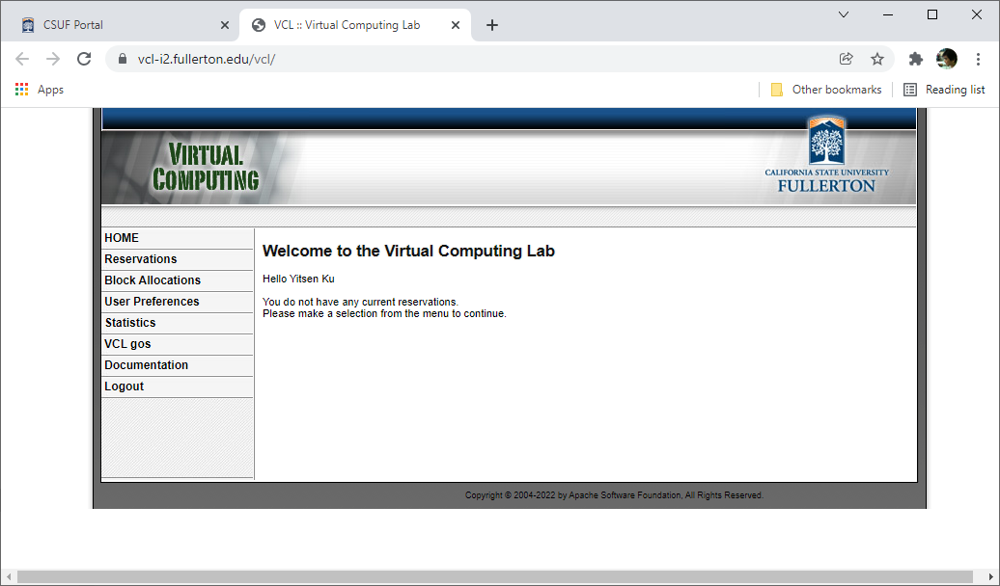 CSUF Portal
VCL :: Virtual Computing Lab
vcl-i2.fullerton.edu/vcl/
Apps
Other bookmarks
Reading list
VIRTUAL
COMPUTING
CALIFORNIA STATE UNIVERSITY
FULLERTON
HOME
Reservations
Block Allocations
User Preferences
Statistics
VCL gos
Documentation
Logout
Welcome to the Virtual Computing Lab
Hello Yitsen Ku
You do not have any current reservations.
Please make a selection from the menu to continue.
Copyright © 2004-2022 by Apache Software Foundation, All Rights Reserved.